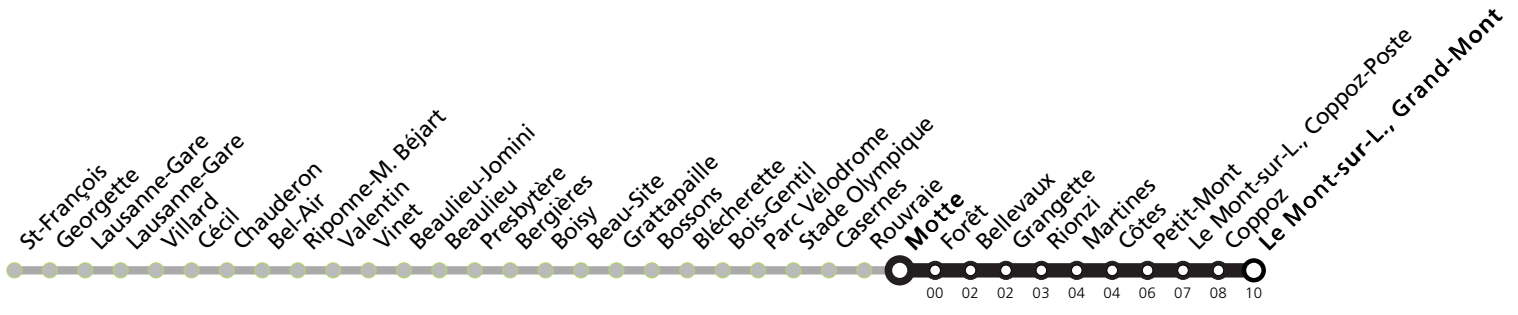 St-François
Georgette
Lausanne-Gare
Lausanne-Gare
Villard
Cécil
Chauderon
Bel-Air
Riponne-M. Béjart
Valentin
Vinet
Beaulieu-Jomini
Beaulieu
Presbytère
Bergières
Boisy
Beau-Site
Grattapaille
Bossons
Blécherette
Bois-Gentil
Parc Vélodrome
Stade Olympique
Casernes
Rouvraie
Motte
Forêt
Bellevaux
Grangette
Rionzi
Martines
Côtes
Petit-Mont
Le Mont-sur-L., Coppoz-Poste
Coppoz
Le Mont-sur-L., Grand-Mont
00 02 02 03 04 04 06 07 08 10